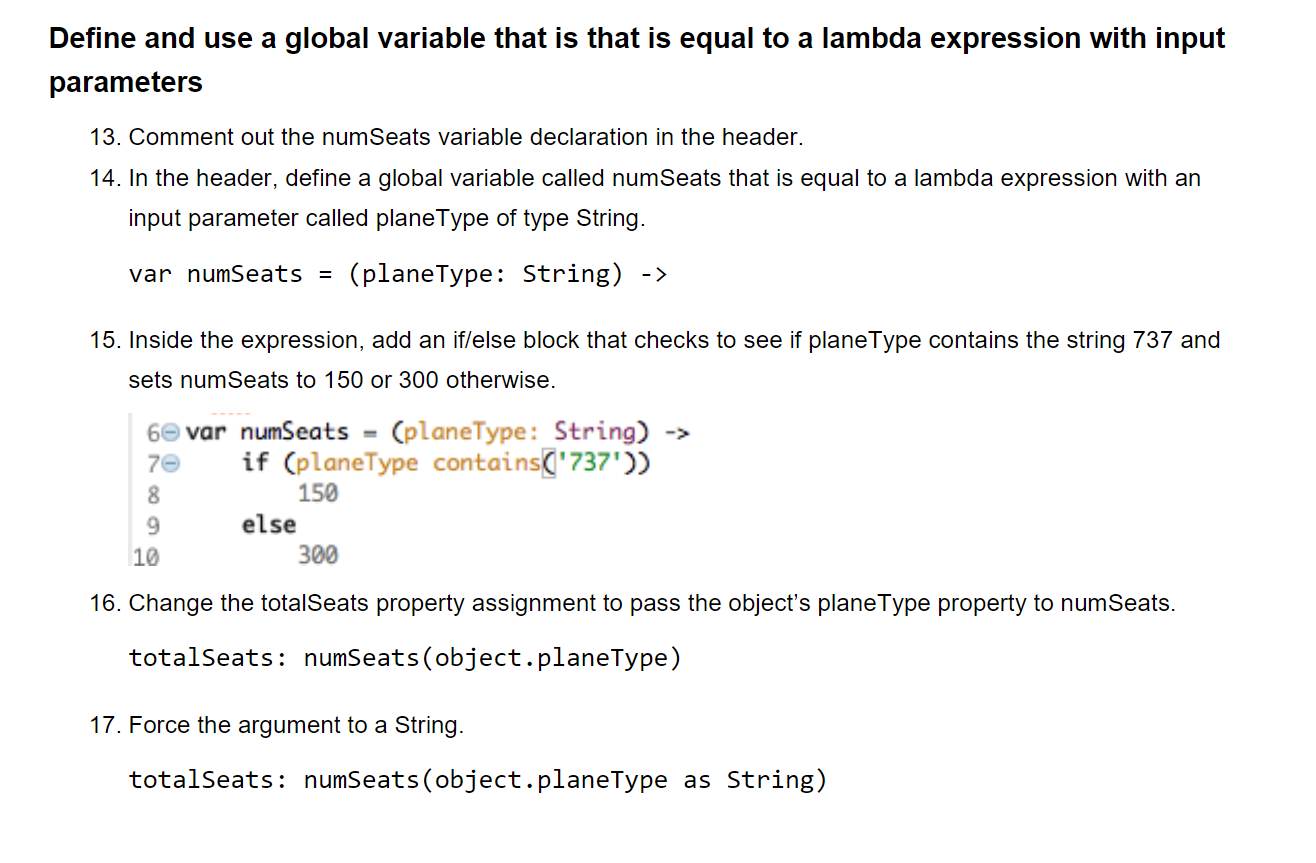 Define and use a global variable that is that is equal to a lambda expression with input
parameters
13. Comment out the numSeats variable declaration in the header.
14. In the header, define a global variable called numSeats that is equal to a lambda expression with an
input parameter called planeType of type String.
var numSeats = (planeType: String) ->
15. Inside the expression, add an if/else block that checks to see if planeType contains the string 737 and
sets numSeats to 150 or 300 otherwise.
6 var numSeats = (planeType: String) ->
7 if (planeType contains('737'))
8 150
9 else
10 300
16. Change the totalSeats property assignment to pass the object’s planeType property to numSeats.
totalSeats: numSeats(object.planeType)
17. Force the argument to a String.
totalSeats: numSeats(object.planeType as String)